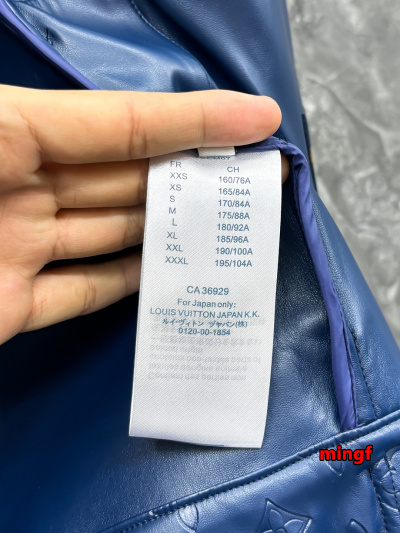 FR CH
XXS 160/76A
XS 165/84A
S 170/84A
M 175/88A
L 180/92A
XL 185/96A
XXL 190/100A
XXXL 195/104A
CA 36929
For Japan only:
LOUIS VUITTON JAPAN K.K.
ルイ・ヴィトン ジャパン(株)
0120-00-1854
mingf